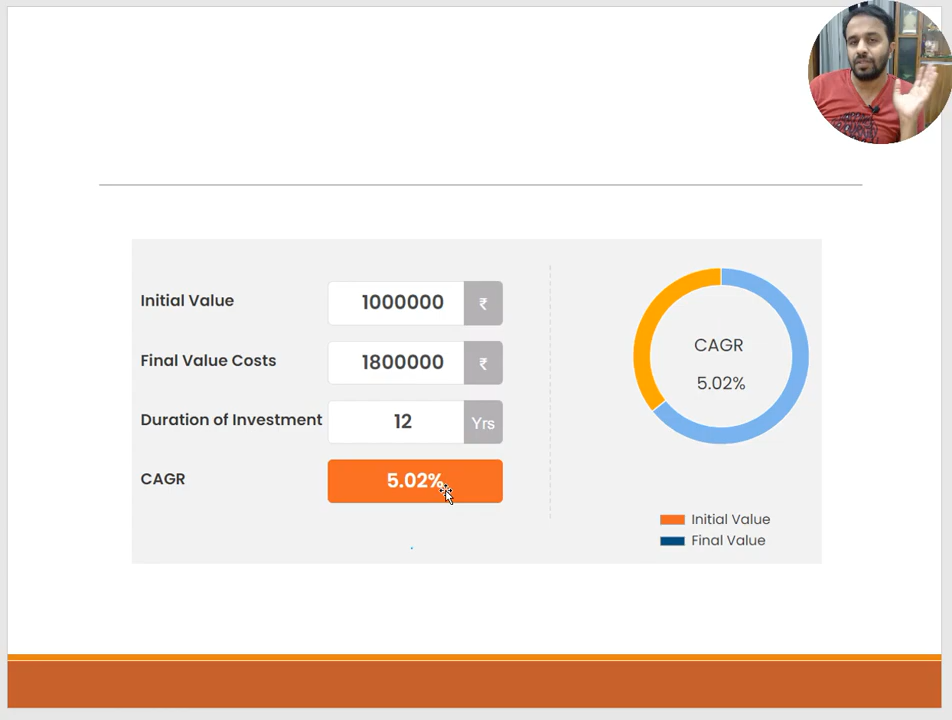 Initial Value 1000000 ₹
Final Value Costs 1800000 ₹
Duration of Investment 12 Yrs
CAGR 5.02%
CAGR
5.02%
Initial Value
Final Value